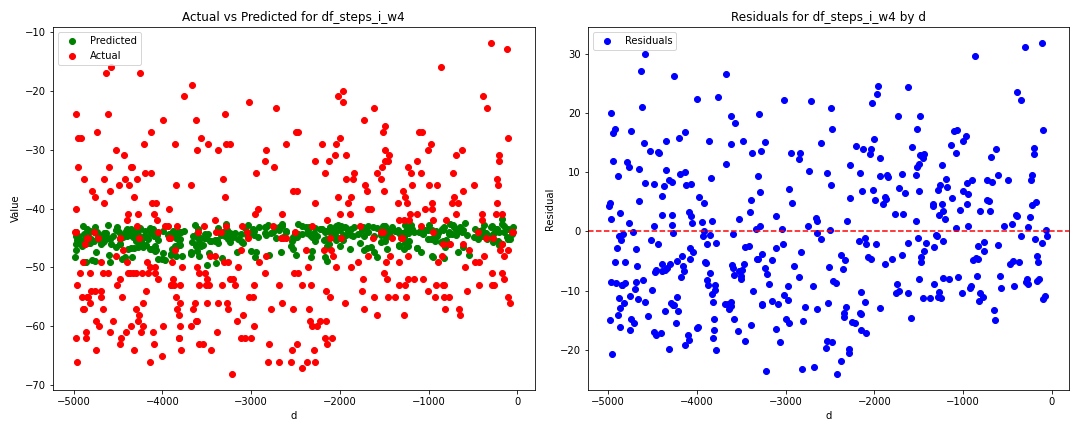 Actual vs Predicted for df_steps_i_w4
Predicted
Actual
Value
−10
−20
−30
−40
−50
−60
−70
−5000
−4000
−3000
−2000
−1000
0
d
Residuals for df_steps_i_w4 by d
Residuals
Residual
30
20
10
0
−10
−20
−5000
−4000
−3000
−2000
−1000
0
d